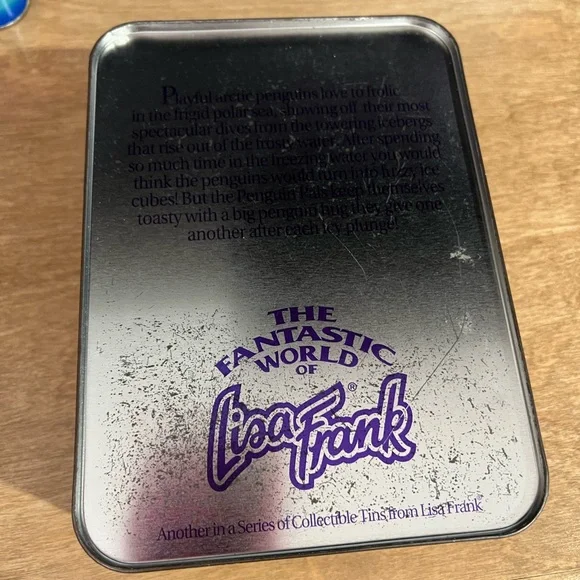 Playful arctic penguins love to frolic
in the frigid polar sea, showing off their most
spectacular dives from the towering icebergs
that rise out of the frosty water. After spending
so much time in the freezing water you would
think the penguins would turn into fuzzy ice
cubes! But the Penguin Pals keep themselves
toasty with a big penguin hug they give one
another after each icy plunge!
THE
FANTASTIC
WORLD
OF
Lisa Frank®
Another in a Series of Collectible Tins from Lisa Frank